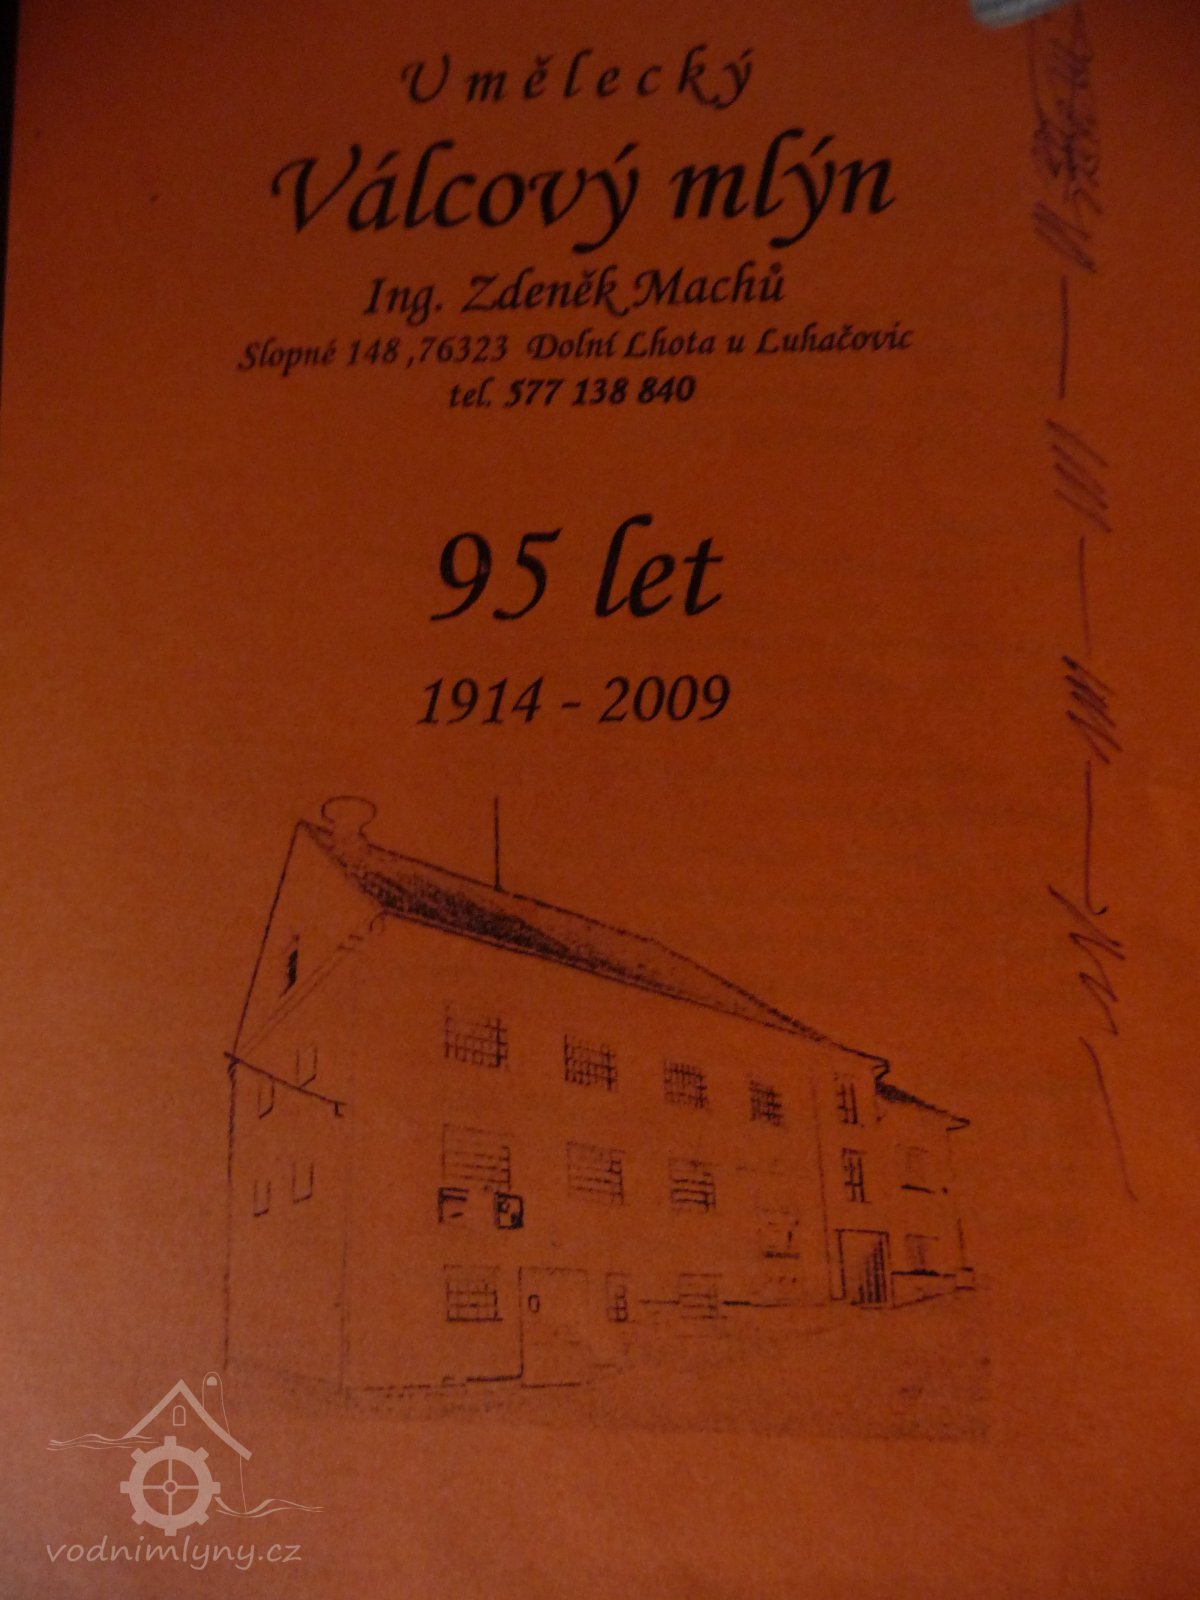 Umělecký
Válcový mlýn
Ing. Zdeněk Machů
Slopné 148 ,76323 Dolní Lhota u Luhačovic
tel. 577 138 840
95 let
1914 - 2009
vodnimlyny.cz